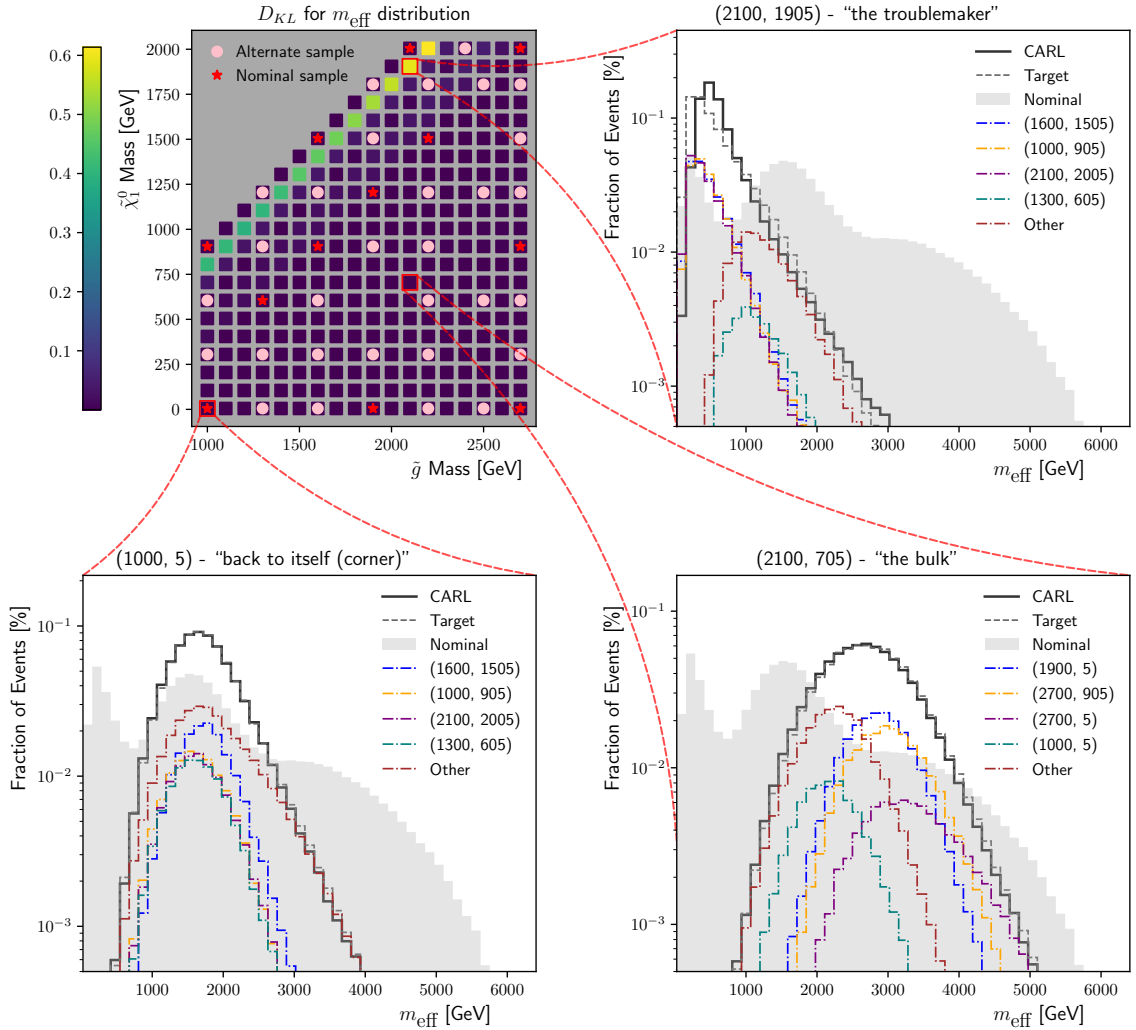 D_{KL} for m_eff distribution
0.6
0.5
0.4
0.3
0.2
0.1
Alternate sample
Nominal sample
2000
1750
1500
1250
1000
750
500
250
0
χ̃₁⁰ Mass [GeV]
1000 1500 2000 2500
g̃ Mass [GeV]
(2100, 1905) - “the troublemaker”
CARL
Target
Nominal
(1600, 1505)
(1000, 905)
(2100, 2005)
(1300, 605)
Other
Fraction of Events [%]
10⁻¹
10⁻²
10⁻³
1000 2000 3000 4000 5000 6000
m_eff [GeV]
(1000, 5) - “back to itself (corner)”
CARL
Target
Nominal
(1600, 1505)
(1000, 905)
(2100, 2005)
(1300, 605)
Other
Fraction of Events [%]
10⁻¹
10⁻²
10⁻³
1000 2000 3000 4000 5000 6000
m_eff [GeV]
(2100, 705) - “the bulk”
CARL
Target
Nominal
(1900, 5)
(2700, 905)
(2700, 5)
(1000, 5)
Other
Fraction of Events [%]
10⁻¹
10⁻²
10⁻³
1000 2000 3000 4000 5000 6000
m_eff [GeV]